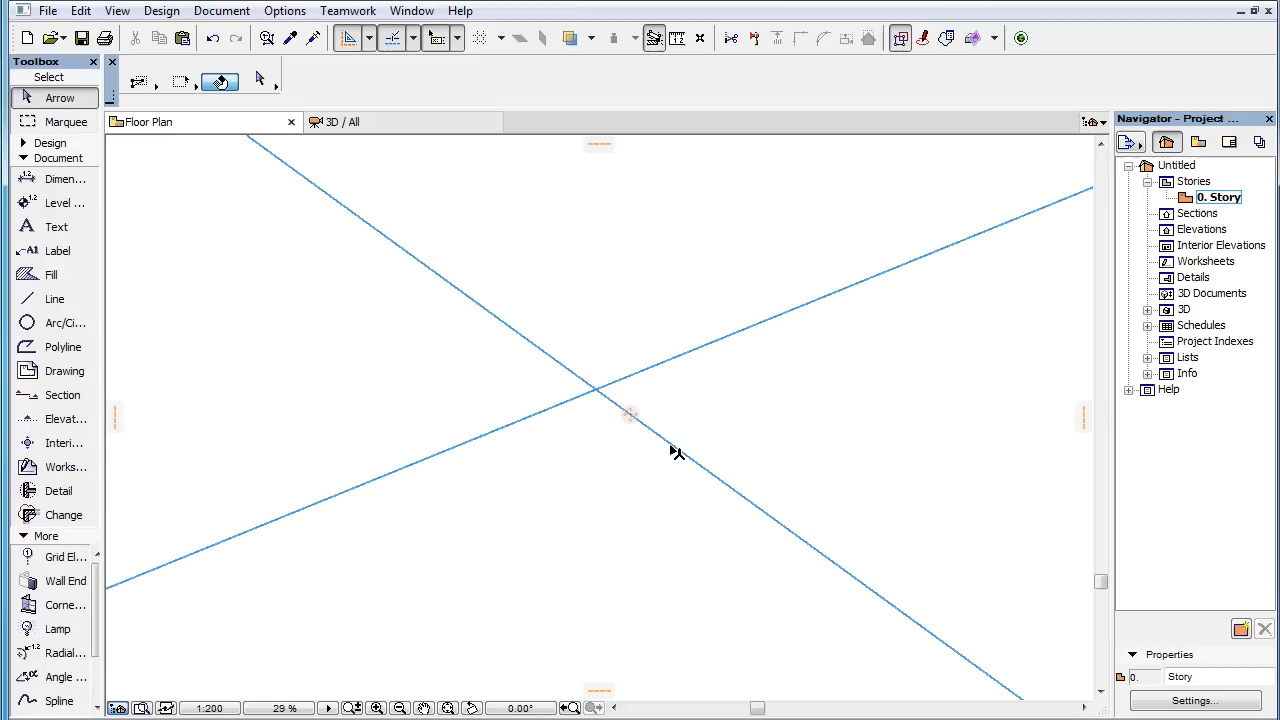 File Edit View Design Document Options Teamwork Window Help
Toolbox
Select
Arrow
Marquee
Design
Document
Dimen...
Level ...
Text
Label
Fill
Line
Arc/Ci...
Polyline
Drawing
Section
Elevat...
Interi...
Works...
Detail
Change
More
Grid El...
Wall End
Corne...
Lamp
Radial...
Angle ...
Spline
Floor Plan
3D / All
1:200
29 %
0.00°
Navigator - Project ...
Untitled
Stories
0. Story
Sections
Elevations
Interior Elevations
Worksheets
Details
3D Documents
3D
Schedules
Project Indexes
Lists
Info
Help
Properties
0. Story
Settings...